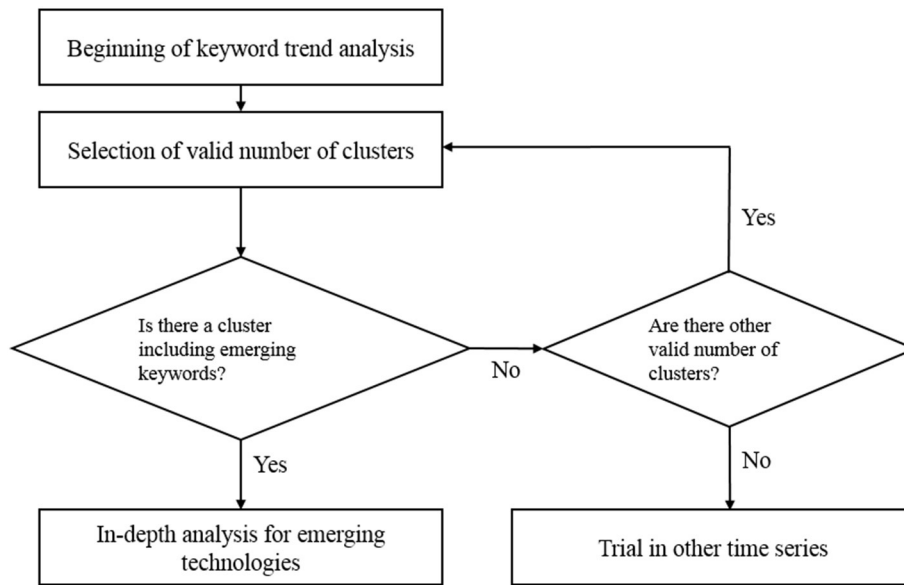 Beginning of keyword trend analysis
Selection of valid number of clusters
Yes
Is there a cluster
including emerging
keywords?
No
Are there other
valid number of
clusters?
Yes
No
In-depth analysis for emerging
technologies
Trial in other time series